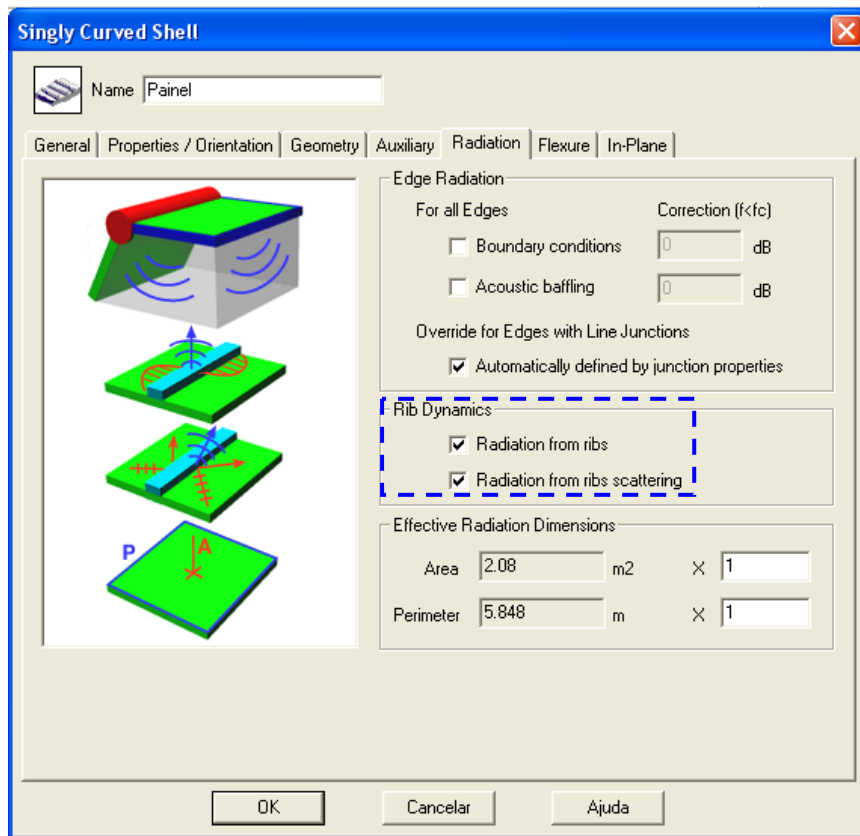 Singly Curved Shell
Name Painel
General Properties / Orientation Geometry Auxiliary Radiation Flexure In-Plane
Edge Radiation
For all Edges Correction (f<fc)
Boundary conditions 0 dB
Acoustic baffling 0 dB
Override for Edges with Line Junctions
Automatically defined by junction properties
Rib Dynamics
Radiation from ribs
Radiation from ribs scattering
P A
Effective Radiation Dimensions
Area 2.08 m2 X 1
Perimeter 5.848 m X 1
OK Cancelar Ajuda